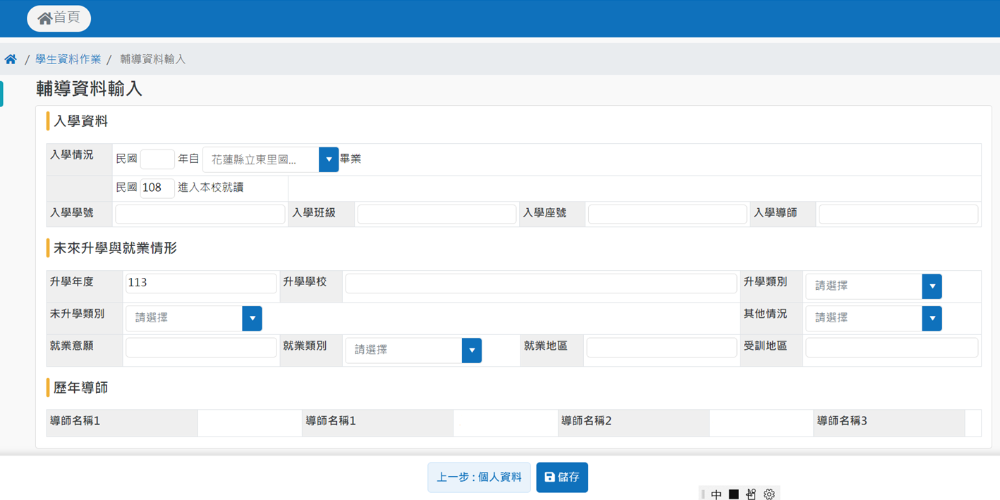 首頁
/ 學生資料作業 / 輔導資料輸入
輔導資料輸入
入學資料
入學情況 民國 年自 花蓮縣立東里國... 畢業
民國 108 進入本校就讀
入學學號 入學班級 入學座號 入學導師
未來升學與就業情形
升學年度 113 升學學校 升學類別 請選擇
未升學類別 請選擇 其他情況 請選擇
就業意願 就業類別 請選擇 就業地區 受訓地區
歷年導師
導師名稱1 導師名稱1 導師名稱2 導師名稱3
上一步 : 個人資料 儲存
中